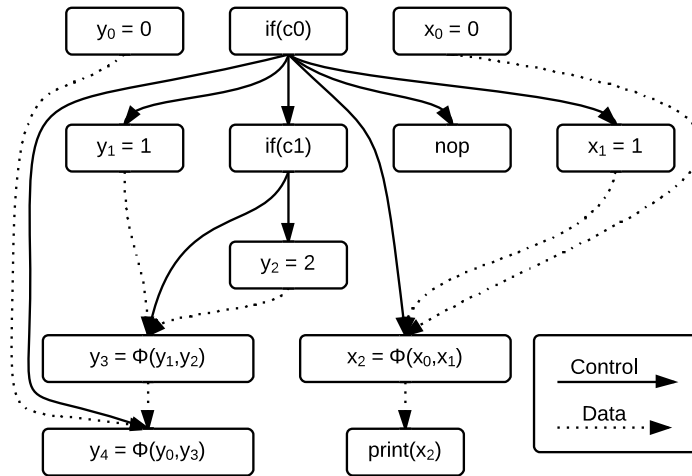 y₀ = 0
if(c0)
x₀ = 0
y₁ = 1
if(c1)
nop
x₁ = 1
y₂ = 2
y₃ = Φ(y₁,y₂)
x₂ = Φ(x₀,x₁)
Control
Data
y₄ = Φ(y₀,y₃)
print(x₂)